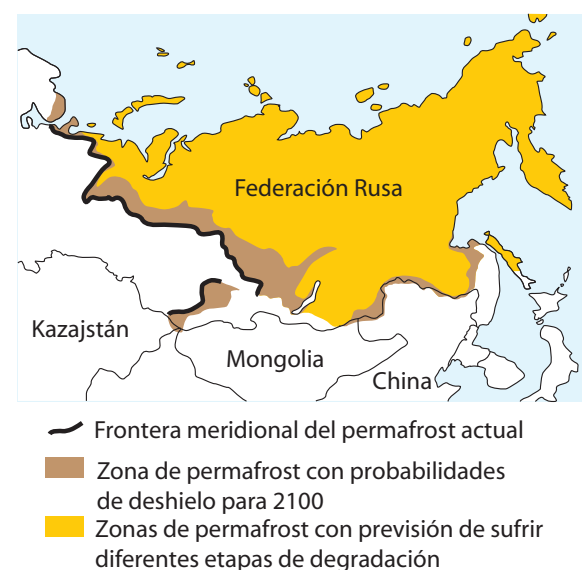 Federación Rusa
Kazajstán
Mongolia
China
Frontera meridional del permafrost actual
Zona de permafrost con probabilidades
de deshielo para 2100
Zonas de permafrost con previsión de sufrir
diferentes etapas de degradación